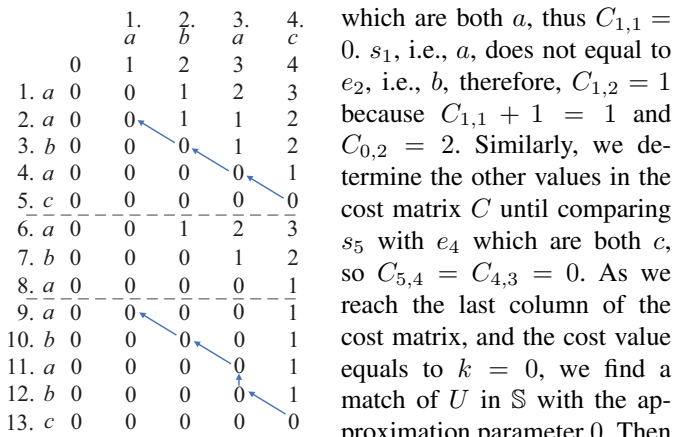 1. 2. 3. 4.
a b a c
0 1 2 3 4
1. a 0 0 1 2 3
2. a 0 0 1 1 2
3. b 0 0 0 1 2
4. a 0 0 0 0 1
5. c 0 0 0 0 0
6. a 0 0 1 2 3
7. b 0 0 0 1 2
8. a 0 0 0 0 1
9. a 0 0 0 0 1
10. b 0 0 0 0 1
11. a 0 0 0 0 1
12. b 0 0 0 0 1
13. c 0 0 0 0 0
which are both a, thus C1,1 =
0. s1, i.e., a, does not equal to
e2, i.e., b, therefore, C1,2 = 1
because C1,1 + 1 = 1 and
C0,2 = 2. Similarly, we de-
termine the other values in the
cost matrix C until comparing
s5 with e4 which are both c,
so C5,4 = C4,3 = 0. As we
reach the last column of the
cost matrix, and the cost value
equals to k = 0, we find a
match of U in 𝕊 with the ap-
proximation parameter 0. Then